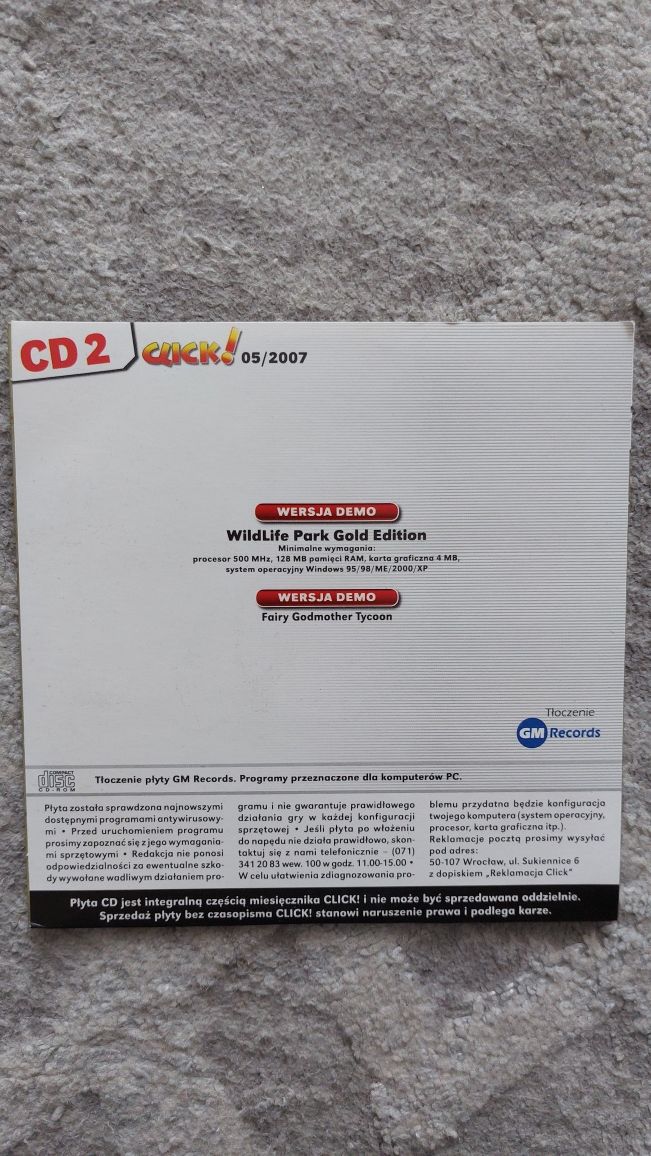 CD 2
CLICK! 05/2007
WERSJA DEMO
WildLife Park Gold Edition
Minimalne wymagania:
procesor 500 MHz, 128 MB pamięci RAM, karta graficzna 4 MB,
system operacyjny Windows 95/98/ME/2000/XP
WERSJA DEMO
Fairy Godmother Tycoon
Tłoczenie
GM Records
COMPACT
disc
CD-ROM
Tłoczenie płyty GM Records. Programy przeznaczone dla komputerów PC.
Płyta została sprawdzona najnowszymi
dostępnymi programami antywirusowy-
mi • Przed uruchomieniem programu
prosimy zapoznać się z jego wymagania-
mi sprzętowymi • Redakcja nie ponosi
odpowiedzialności za ewentualne szko-
dy wywołane wadliwym działaniem pro-
gramu i nie gwarantuje prawidłowego
działania gry w każdej konfiguracji
sprzętowej • Jeśli płyta po włożeniu
do napędu nie działa prawidłowo, skon-
taktuj się z nami telefonicznie – (071)
341 20 83 wew. 100 w godz. 11.00-15.00 •
W celu ułatwienia zdiagnozowania pro-
blemu przydatna będzie konfiguracja
twojego komputera (system operacyjny,
procesor, karta graficzna itp.).
Reklamacje pocztą prosimy wysyłać
pod adres:
50-107 Wrocław, ul. Sukiennice 6
z dopiskiem „Reklamacja Click"
Płyta CD jest integralną częścią miesięcznika CLICK! i nie może być sprzedawana oddzielnie.
Sprzedaż płyty bez czasopisma CLICK! stanowi naruszenie prawa i podlega karze.